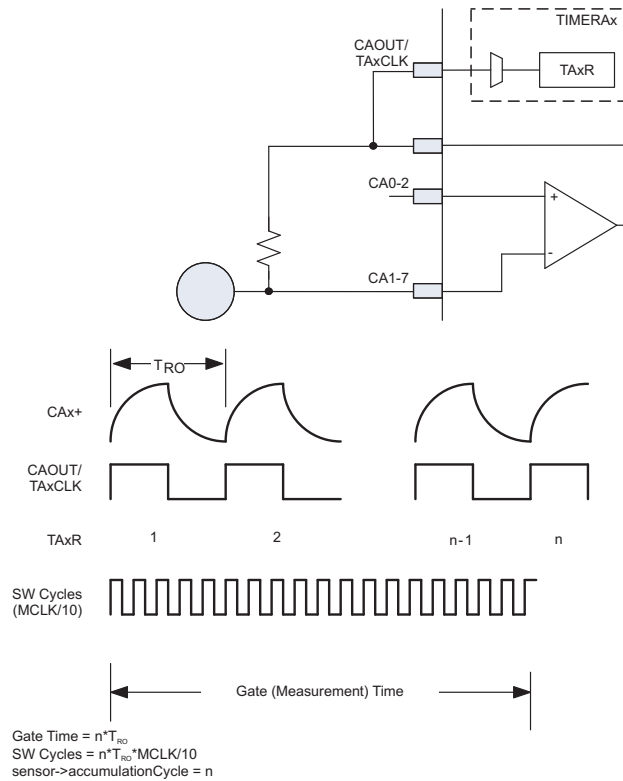 TIMERAx
CAOUT/
TAxCLK
TAxR
CA0-2
+
-
CA1-7
TRO
CAx+
CAOUT/
TAxCLK
TAxR 1 2 n-1 n
SW Cycles
(MCLK/10)
Gate (Measurement) Time
Gate Time = n*TRO
SW Cycles = n*TRO*MCLK/10
sensor->accumulationCycle = n